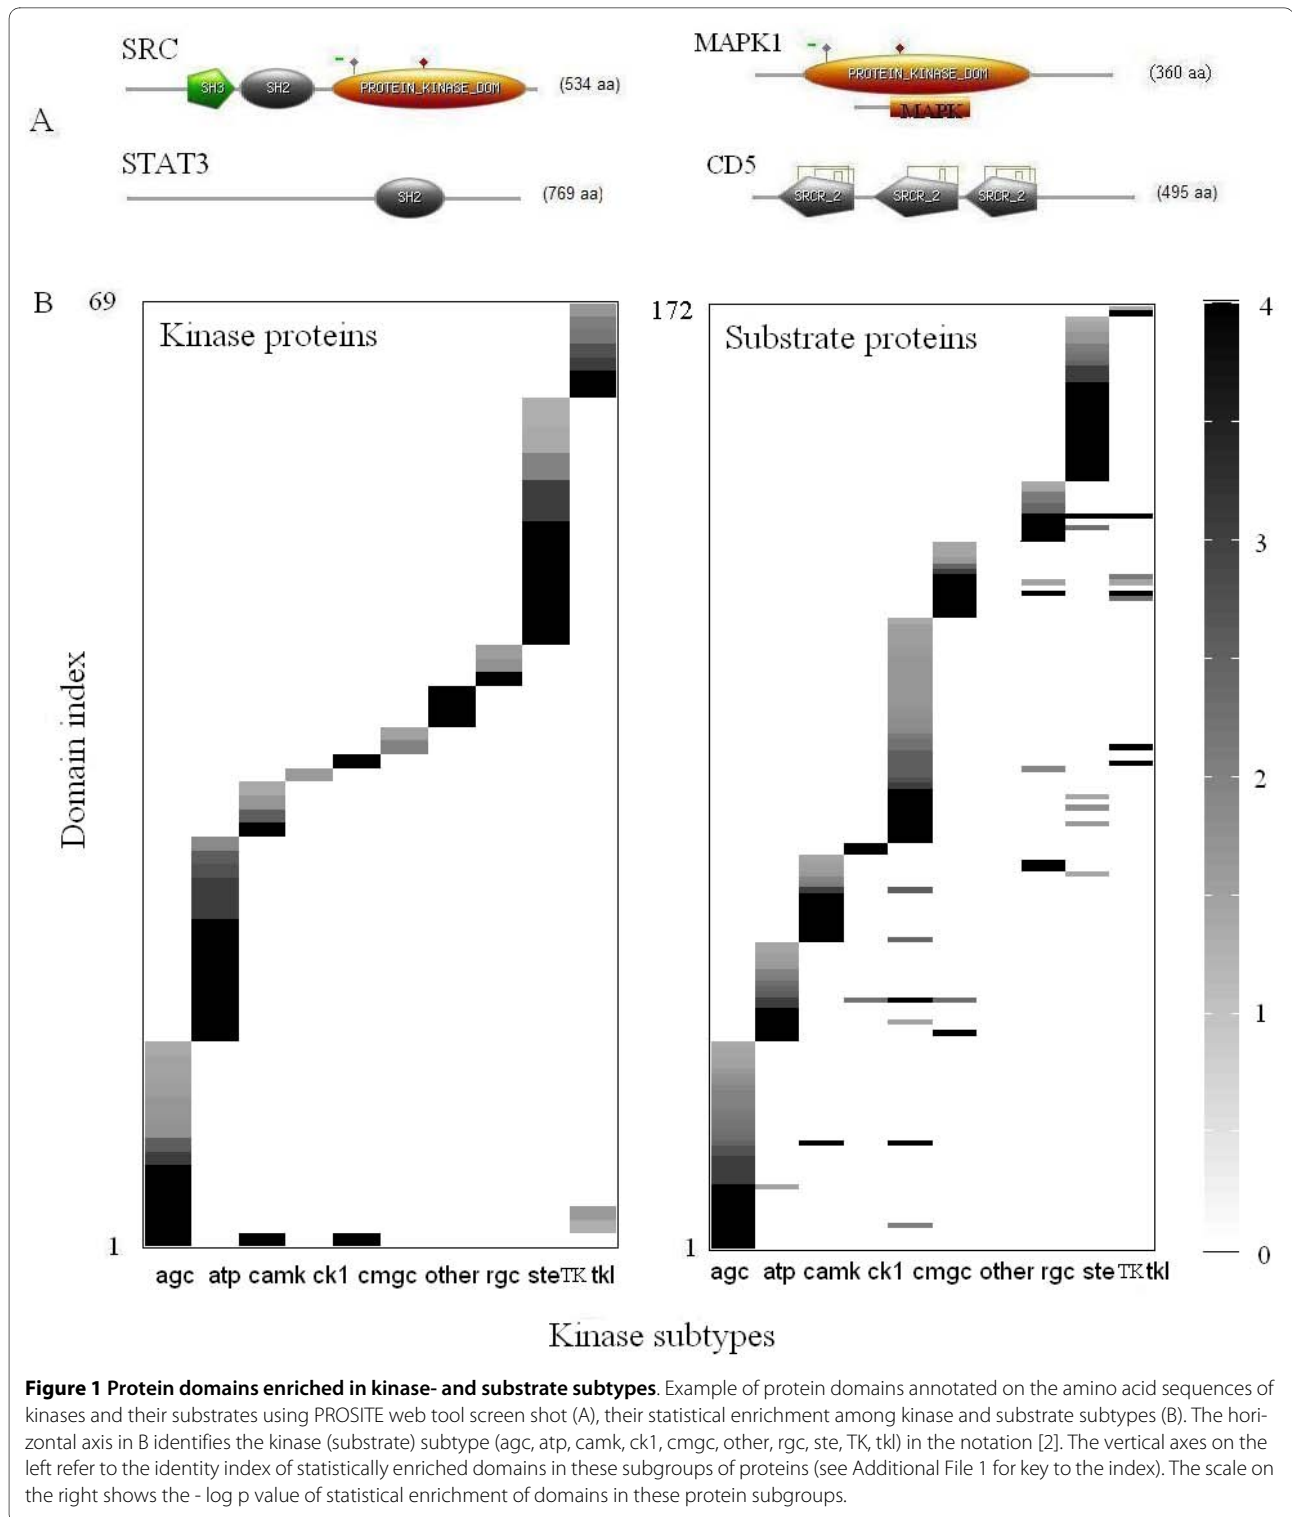 SRC
SH3 SH2 PROTEIN_KINASE_DOM (534 aa)
MAPK1
PROTEIN_KINASE_DOM (360 aa)
MAPK
A
STAT3
SH2 (769 aa)
CD5
SRCR_2 SRCR_2 SRCR_2 (495 aa)
B
69
Kinase proteins
1
Domain index
agc atp camk ck1 cmgc other rgc ste TK tkl
172
Substrate proteins
1
agc atp camk ck1 cmgc other rgc ste TK tkl
4
3
2
1
0
Kinase subtypes
Figure 1 Protein domains enriched in kinase- and substrate subtypes. Example of protein domains annotated on the amino acid sequences of
kinases and their substrates using PROSITE web tool screen shot (A), their statistical enrichment among kinase and substrate subtypes (B). The hori-
zontal axis in B identifies the kinase (substrate) subtype (agc, atp, camk, ck1, cmgc, other, rgc, ste, TK, tkl) in the notation [2]. The vertical axes on the
left refer to the identity index of statistically enriched domains in these subgroups of proteins (see Additional File 1 for key to the index). The scale on
the right shows the - log p value of statistical enrichment of domains in these protein subgroups.